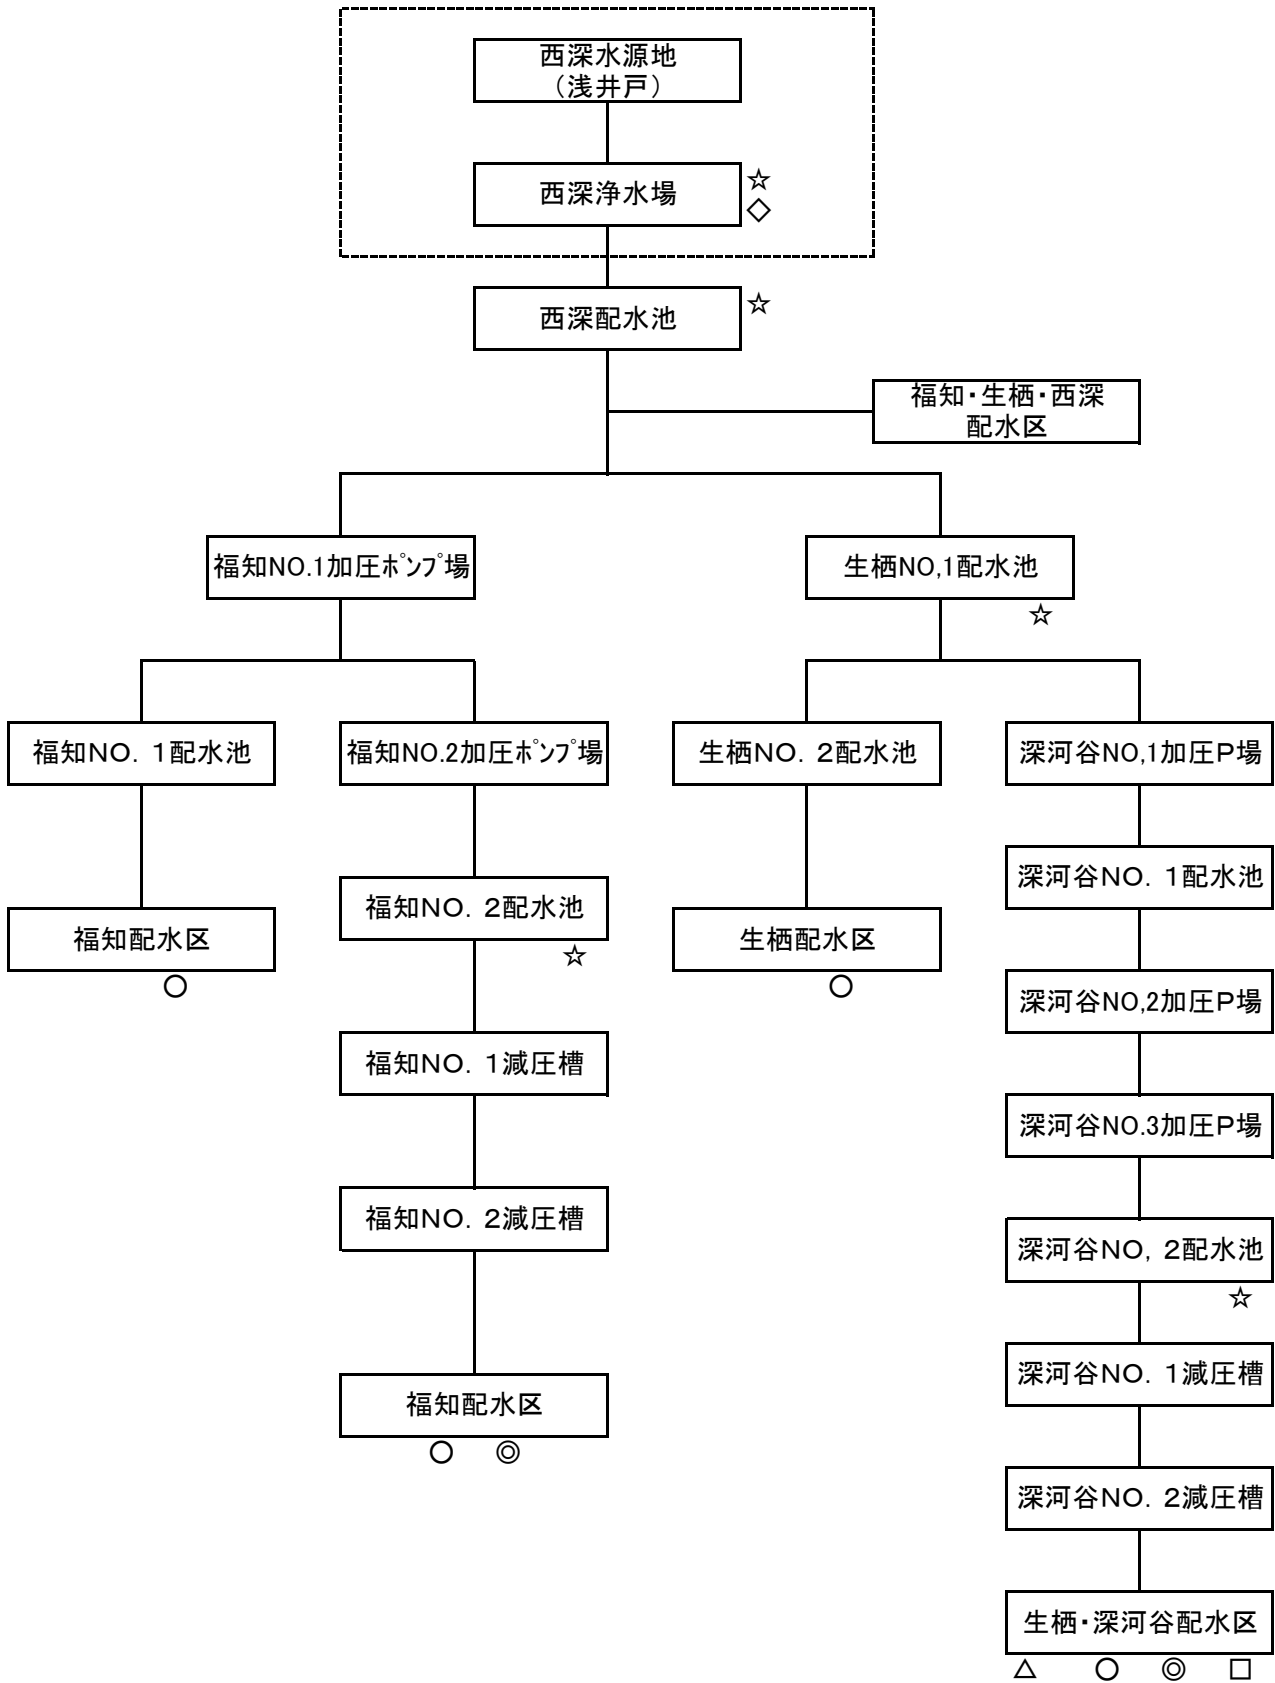 西深水源地
（浅井戸）
西深浄水場
☆
◇
西深配水池
☆
福知・生栖・西深
配水区
福知NO.1加圧ﾎﾟﾝﾌﾟ場
生栖NO,1配水池
☆
福知NO．１配水池
福知NO.2加圧ﾎﾟﾝﾌﾟ場
生栖NO．２配水池
深河谷NO,1加圧P場
深河谷NO．１配水池
福知NO．２配水池
☆
福知配水区
○
生栖配水区
○
深河谷NO,2加圧P場
福知NO．１減圧槽
深河谷NO.3加圧P場
福知NO．２減圧槽
深河谷NO，２配水池
☆
深河谷NO．１減圧槽
福知配水区
○ ◎
深河谷NO．２減圧槽
生栖・深河谷配水区
△ ○ ◎ □